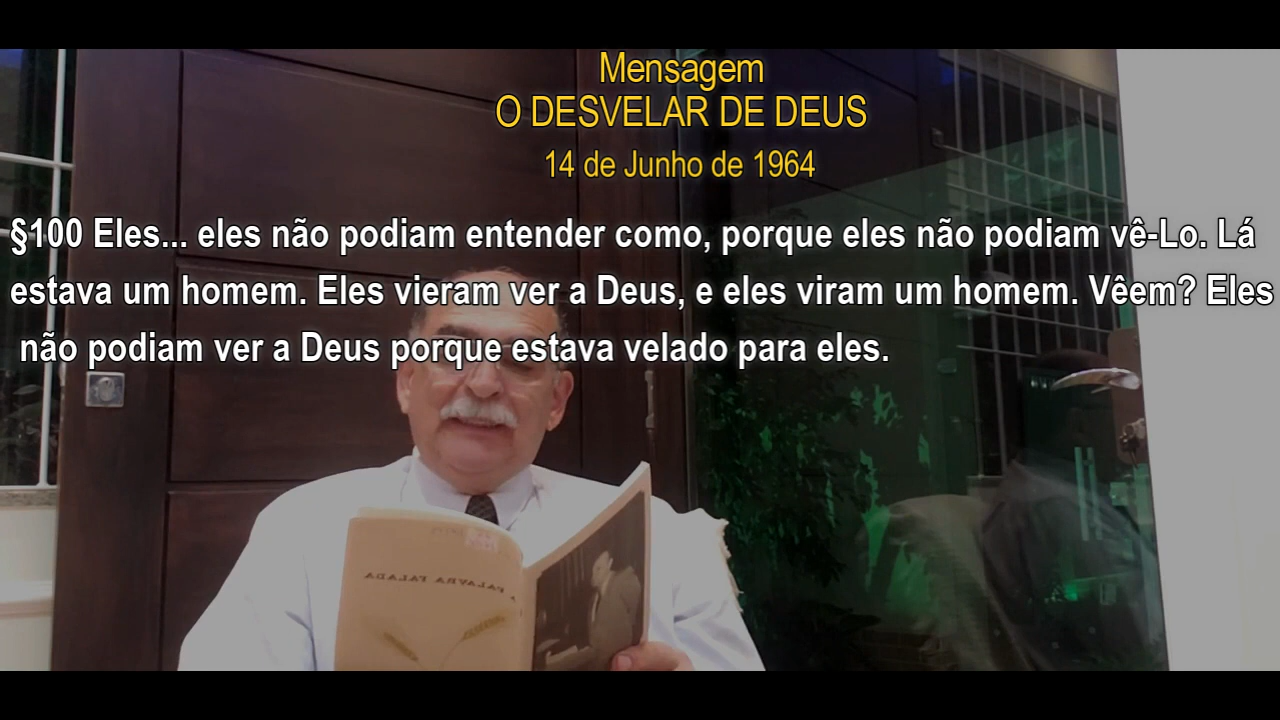 Mensagem
O DESVELAR DE DEUS
14 de Junho de 1964
§100 Eles... eles não podiam entender como, porque eles não podiam vê-Lo. Lá
estava um homem. Eles vieram ver a Deus, e eles viram um homem. Vêem? Eles
não podiam ver a Deus porque estava velado para eles.
A PALAVRA FALADA